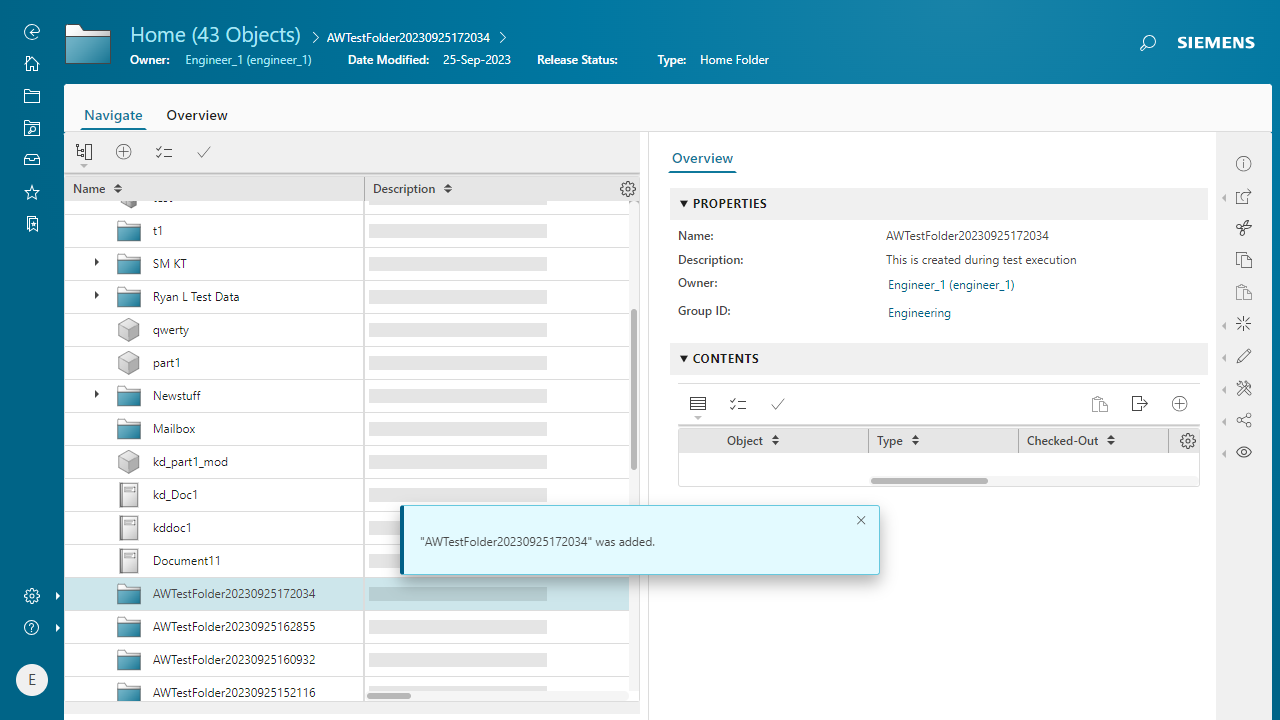 Home (43 Objects)
AWTestFolder20230925172034
SIEMENS
Owner: Engineer_1 (engineer_1) Date Modified: 25-Sep-2023 Release Status: Type: Home Folder
Navigate Overview
Name Description
t1
SM KT
Ryan L Test Data
qwerty
part1
Newstuff
Mailbox
kd_part1_mod
kd_Doc1
kddoc1
Document11
AWTestFolder20230925172034
AWTestFolder20230925162855
AWTestFolder20230925160932
AWTestFolder20230925152116
Overview
PROPERTIES
Name: AWTestFolder20230925172034
Description: This is created during test execution
Owner: Engineer_1 (engineer_1)
Group ID: Engineering
CONTENTS
Object Type Checked-Out
"AWTestFolder20230925172034" was added.
E